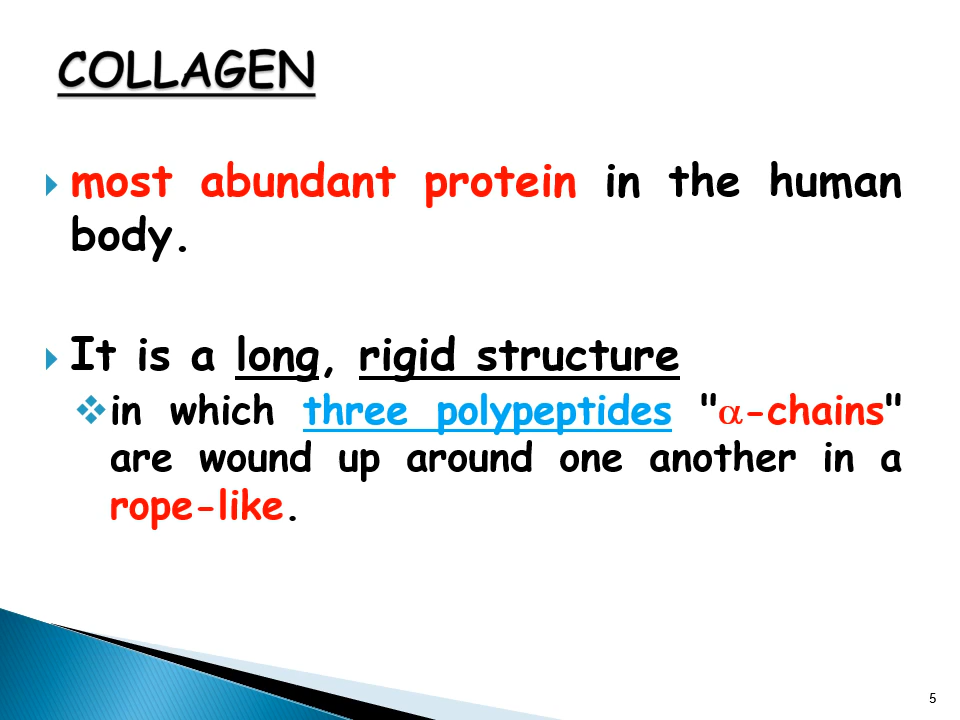 COLLAGEN
most abundant protein in the human
body.
It is a long, rigid structure
in which three polypeptides "α-chains"
are wound up around one another in a
rope-like.
5